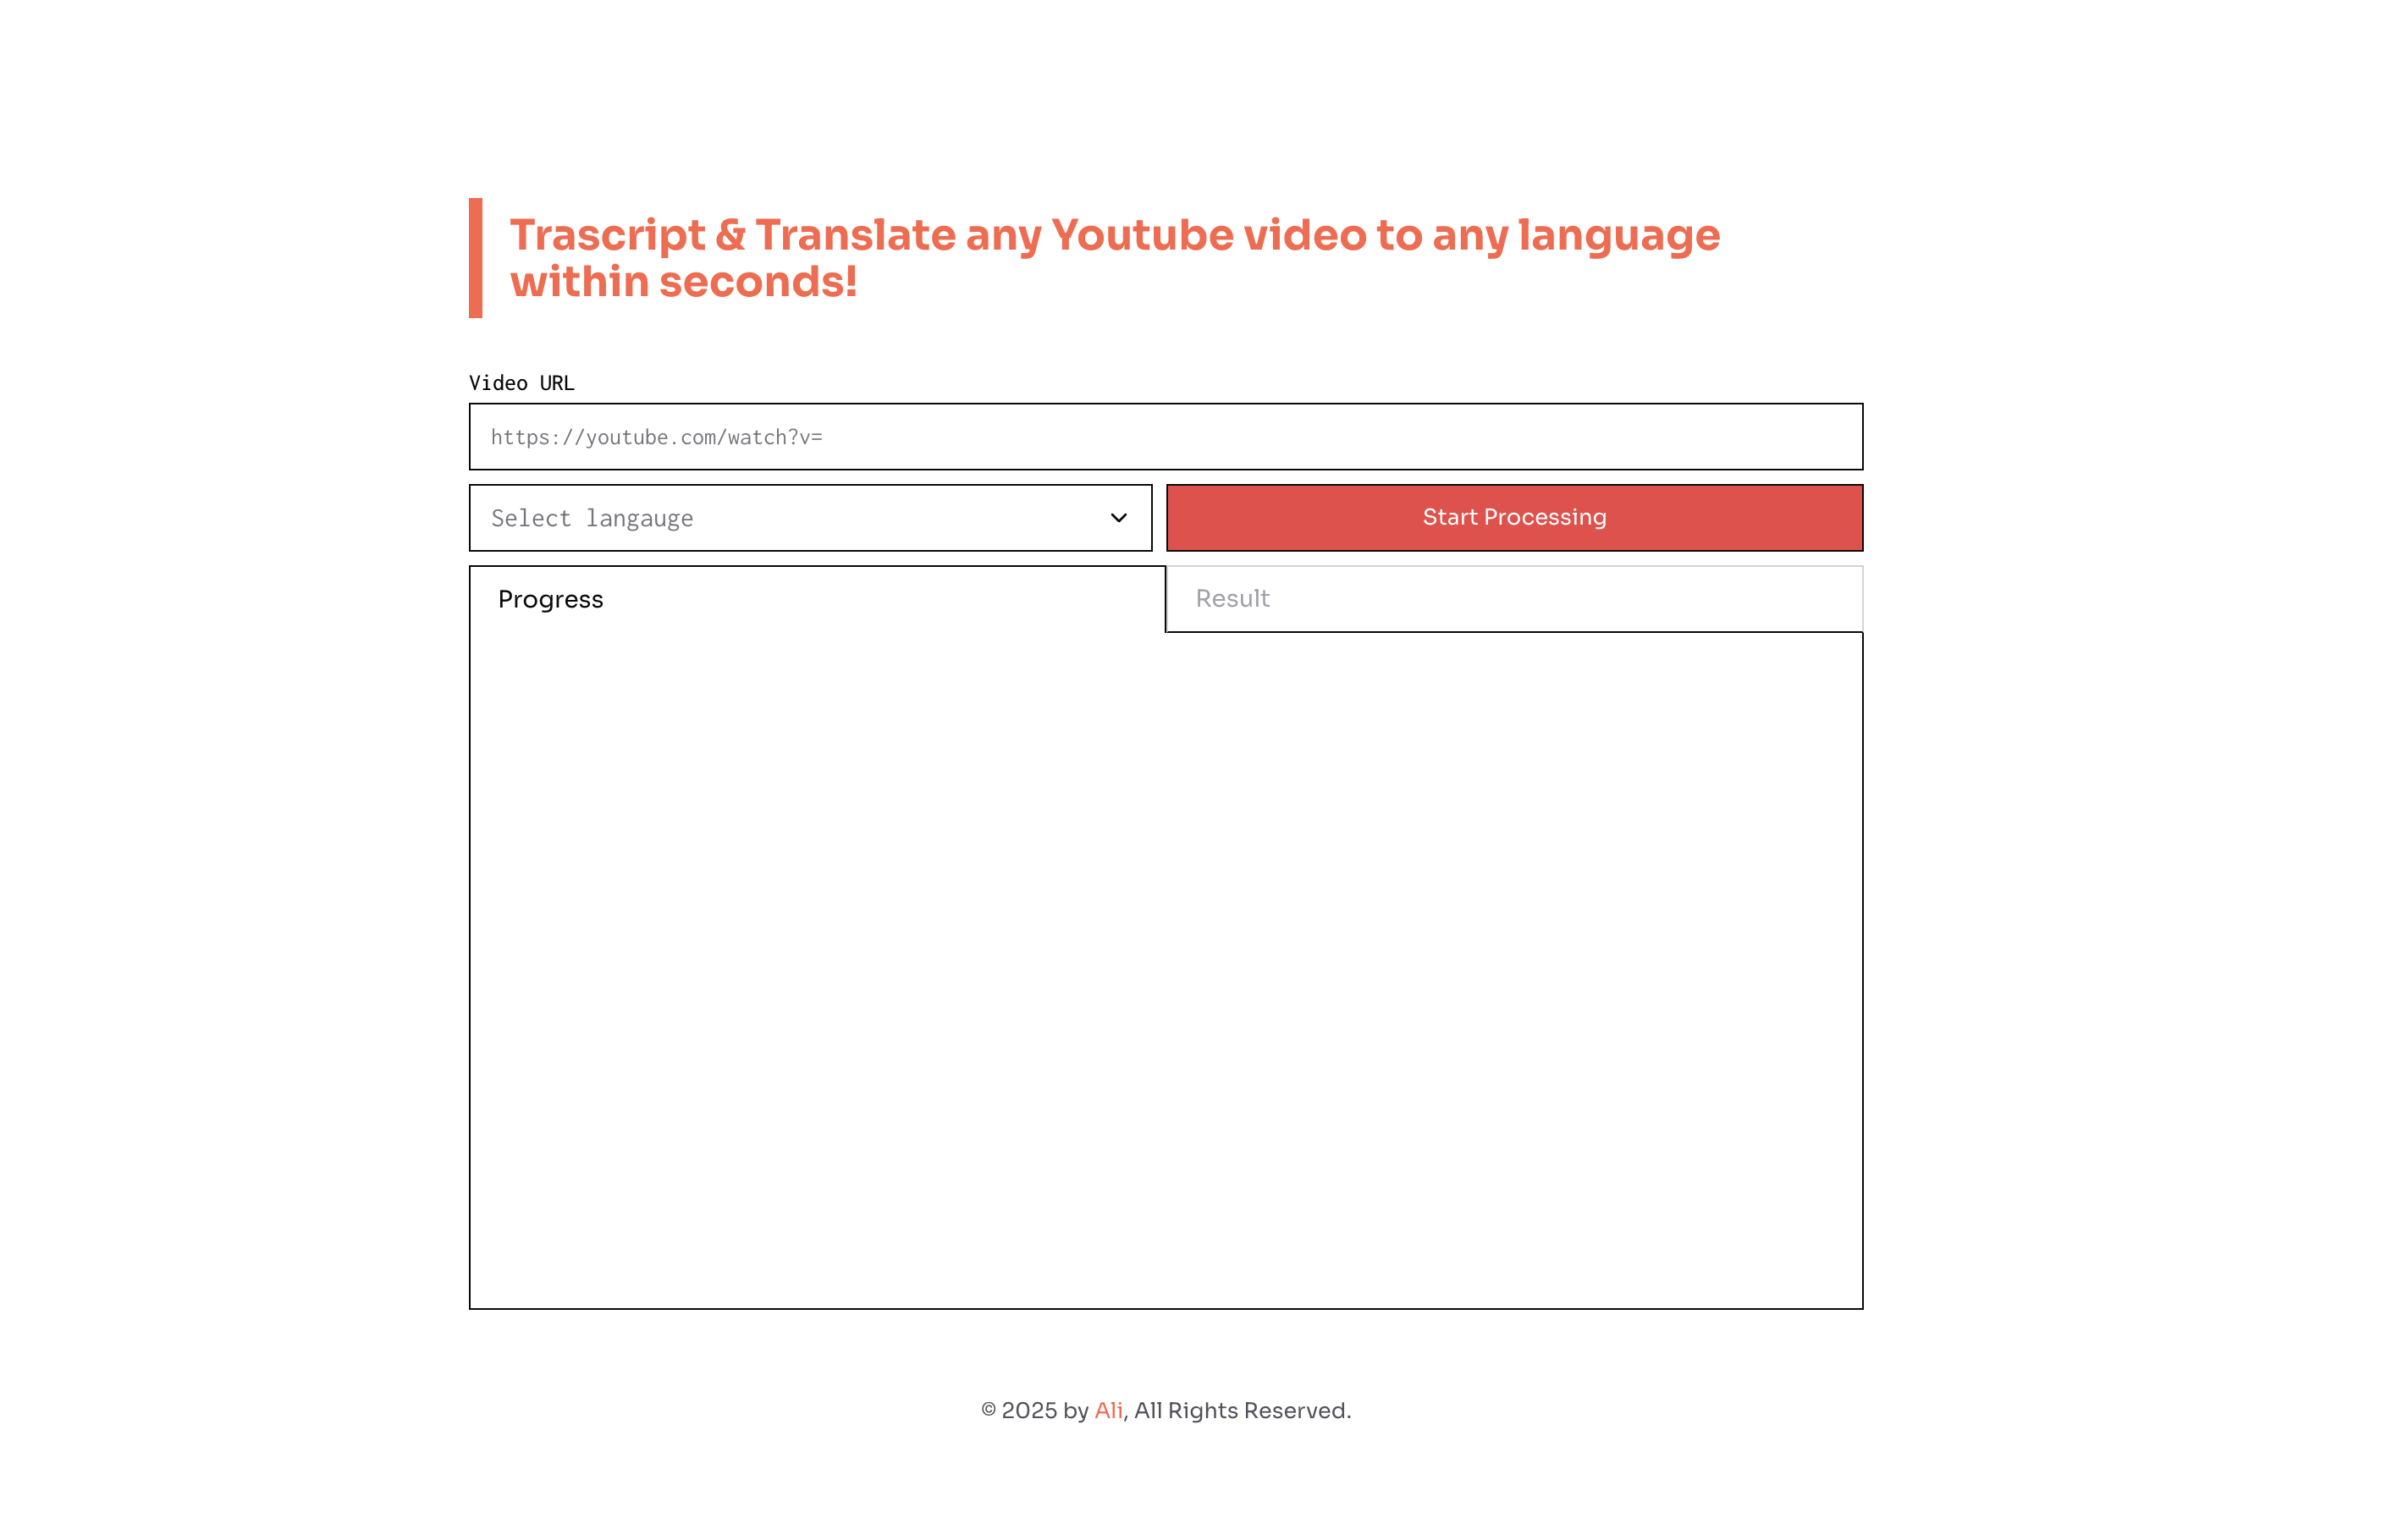 Trascript & Translate any Youtube video to any language
within seconds!
Video URL
https://youtube.com/watch?v=
Select langauge
Start Processing
Progress
Result
© 2025 by Ali, All Rights Reserved.